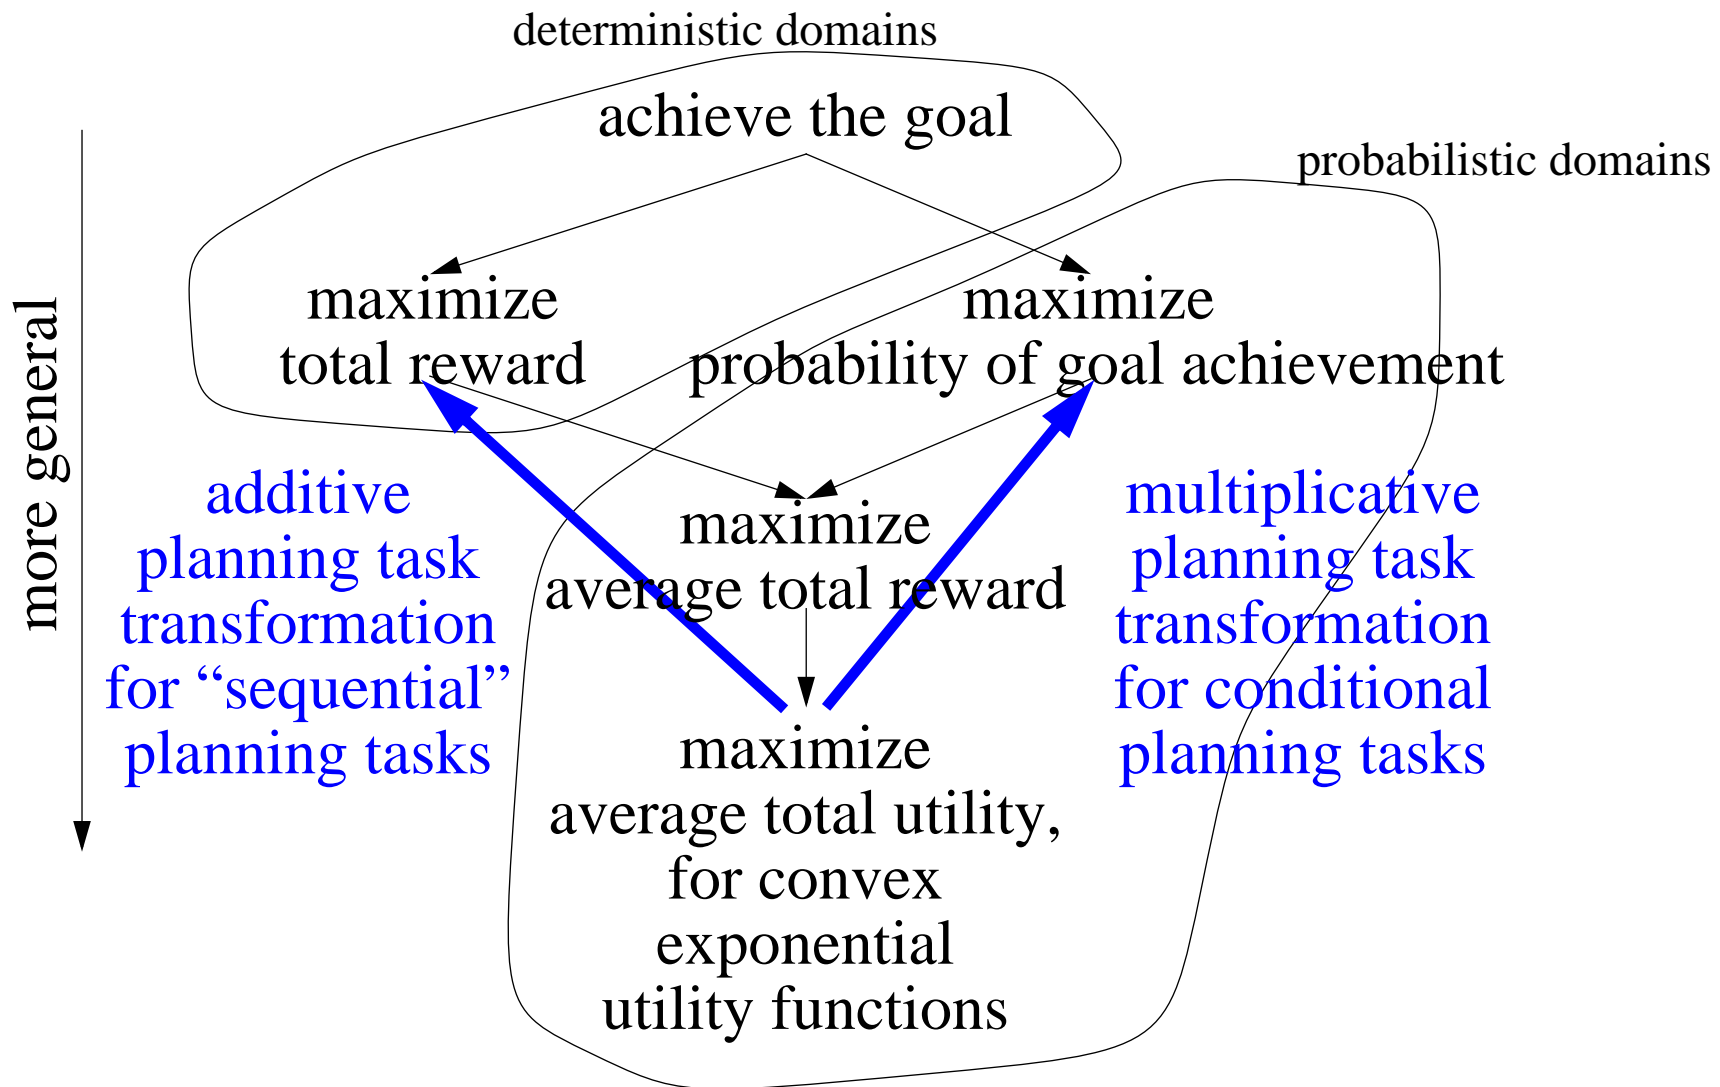 deterministic domains
achieve the goal
probabilistic domains
more general
maximize
total reward
maximize
probability of goal achievement
additive
planning task
transformation
for “sequential”
planning tasks
maximize
average total reward
multiplicative
planning task
transformation
for conditional
planning tasks
maximize
average total utility,
for convex
exponential
utility functions